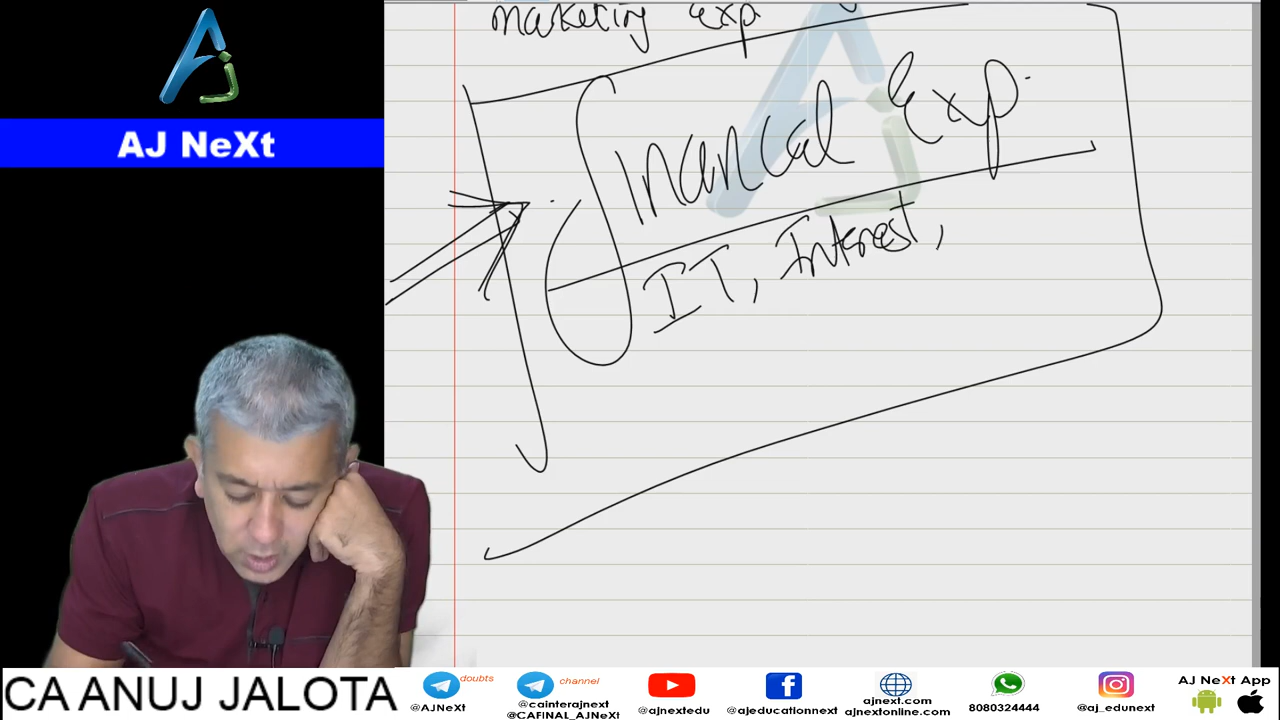 marketing exp
Financal Exp.
IT, Interest,
AJ NeXt
CA ANUJ JALOTA
doubts
@AJNeXt
channel
@cainterajnext
@CAFINAL_AJNeXt
@ajnextedu
@ajeducationnext
ajnext.com
ajnextonline.com
8080324444
@aj_edunext
AJ NeXt App